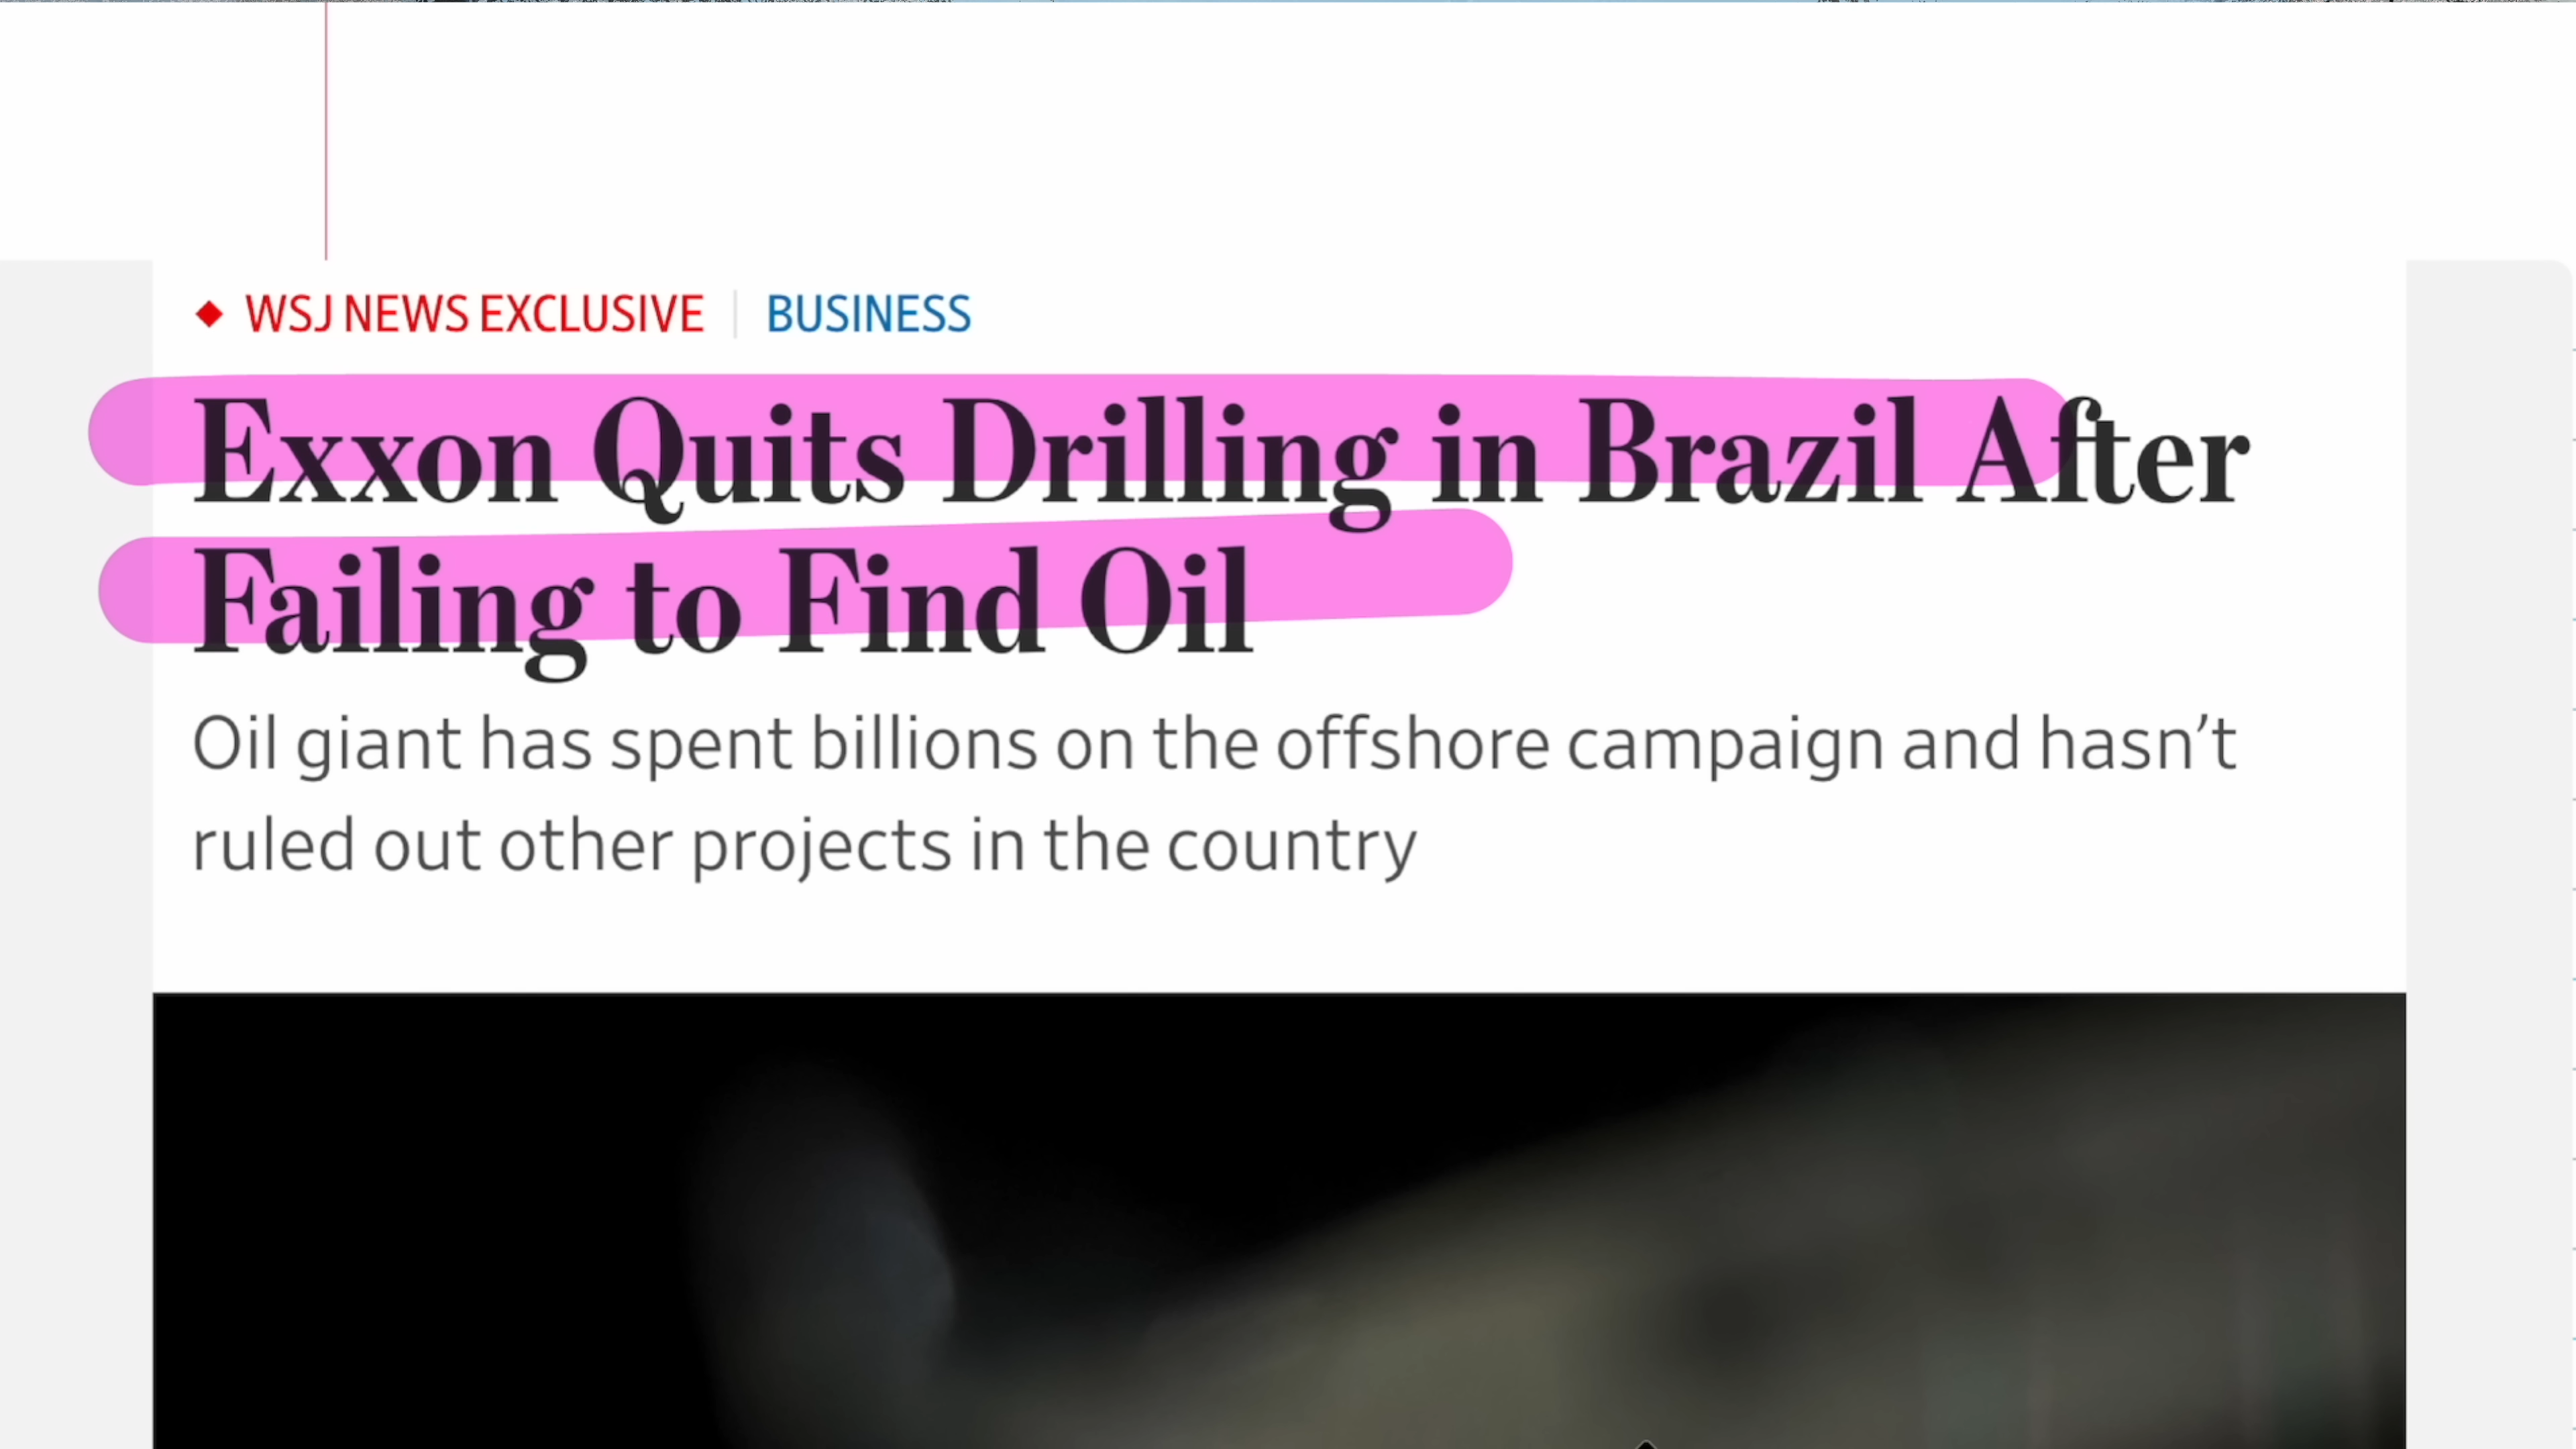 WSJ NEWS EXCLUSIVE | BUSINESS
Exxon Quits Drilling in Brazil After
Failing to Find Oil
Oil giant has spent billions on the offshore campaign and hasn’t
ruled out other projects in the country